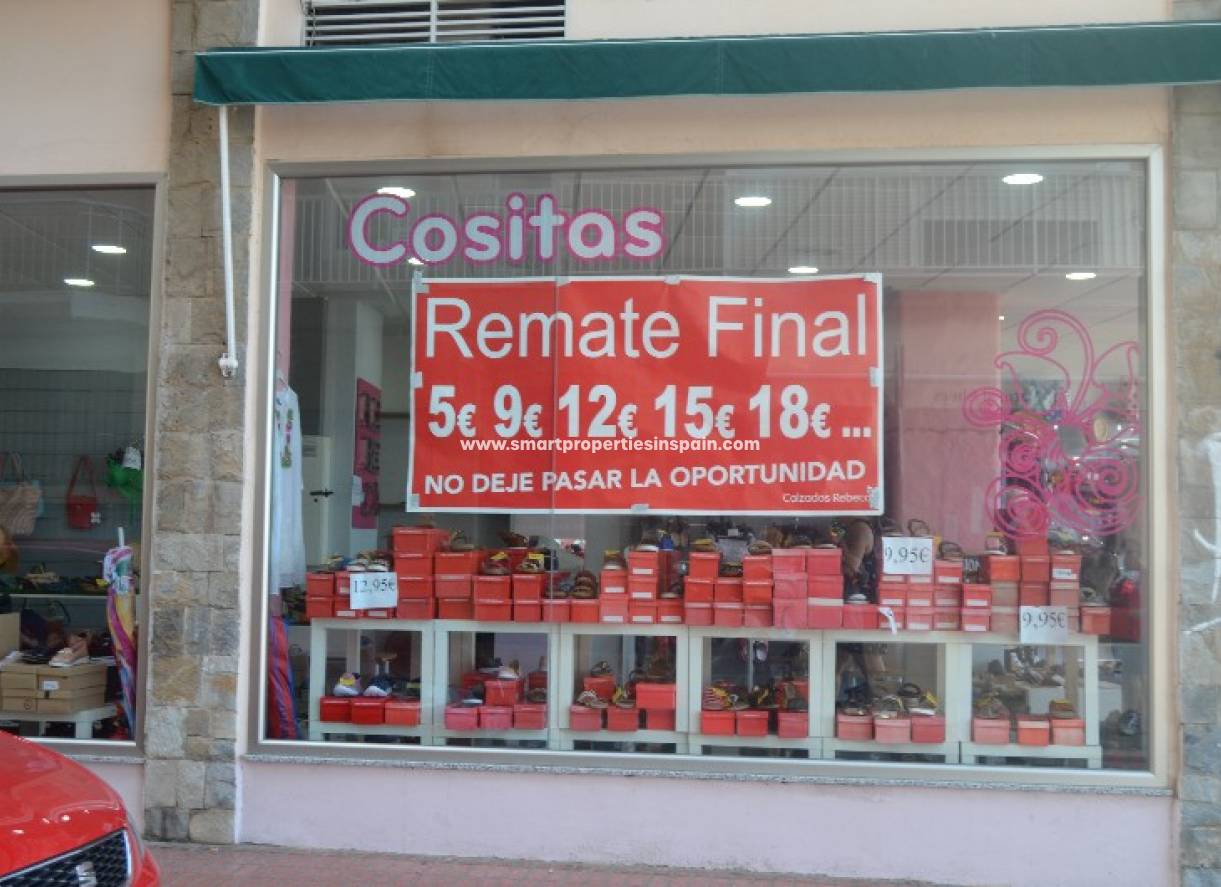 Cositas
Remate Final
5€ 9€ 12€ 15€ 18€ ...
www.smartpropertiesinspain.com
NO DEJE PASAR LA OPORTUNIDAD
Calzados Rebeca
9,95€
12,95€
9,95€